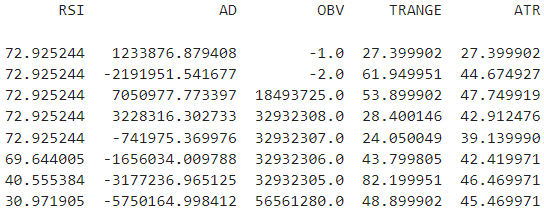 RSI AD OBV TRANGE ATR
72.925244 1233876.879408 -1.0 27.399902 27.399902
72.925244 -2191951.541677 -2.0 61.949951 44.674927
72.925244 7050977.773397 18493725.0 53.899902 47.749919
72.925244 3228316.302733 32932308.0 28.400146 42.912476
72.925244 -741975.369976 32932307.0 24.050049 39.139990
69.644005 -1656034.009788 32932306.0 43.799805 42.419971
40.555384 -3177236.965125 32932305.0 82.199951 46.469971
30.971905 -5750164.998412 56561280.0 48.899902 45.469971